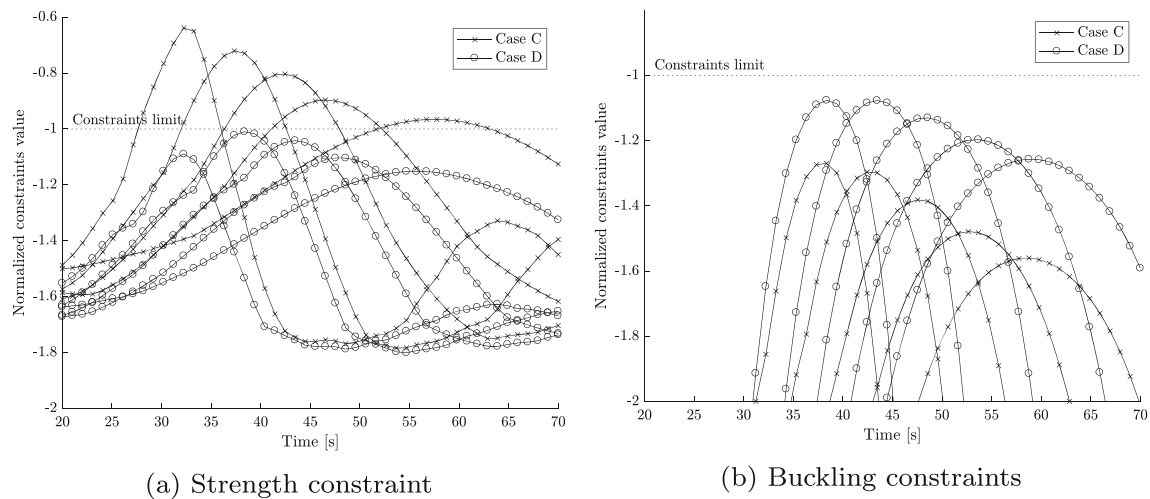 -0.6
-0.8
-1
-1.2
-1.4
-1.6
-1.8
-2
Normalized constraints value
Constraints limit
Case C
Case D
20 25 30 35 40 45 50 55 60 65 70
Time [s]
(a) Strength constraint
-1
-1.2
-1.4
-1.6
-1.8
-2
Normalized constraints value
Constraints limit
Case C
Case D
20 25 30 35 40 45 50 55 60 65 70
Time [s]
(b) Buckling constraints